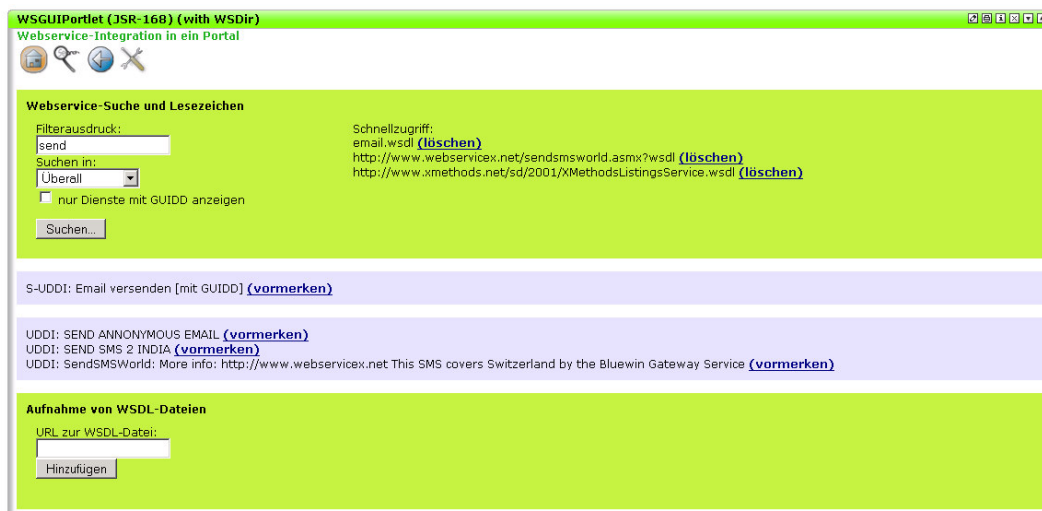 WSGUIPortlet (JSR-168) (with WSDir)
Webservice-Integration in ein Portal
Webservice-Suche und Lesezeichen
Filterausdruck:
send
Suchen in:
Überall
nur Dienste mit GUIDD anzeigen
Suchen...
Schnellzugriff:
email.wsdl (löschen)
http://www.webservicex.net/sendsmsworld.asmx?wsdl (löschen)
http://www.xmethods.net/sd/2001/XMethodsListingsService.wsdl (löschen)
S-UDDI: Email versenden [mit GUIDD] (vormerken)
UDDI: SEND ANNONYMOUS EMAIL (vormerken)
UDDI: SEND SMS 2 INDIA (vormerken)
UDDI: SendSMSWorld: More info: http://www.webservicex.net This SMS covers Switzerland by the Bluewin Gateway Service (vormerken)
Aufnahme von WSDL-Dateien
URL zur WSDL-Datei:
Hinzufügen